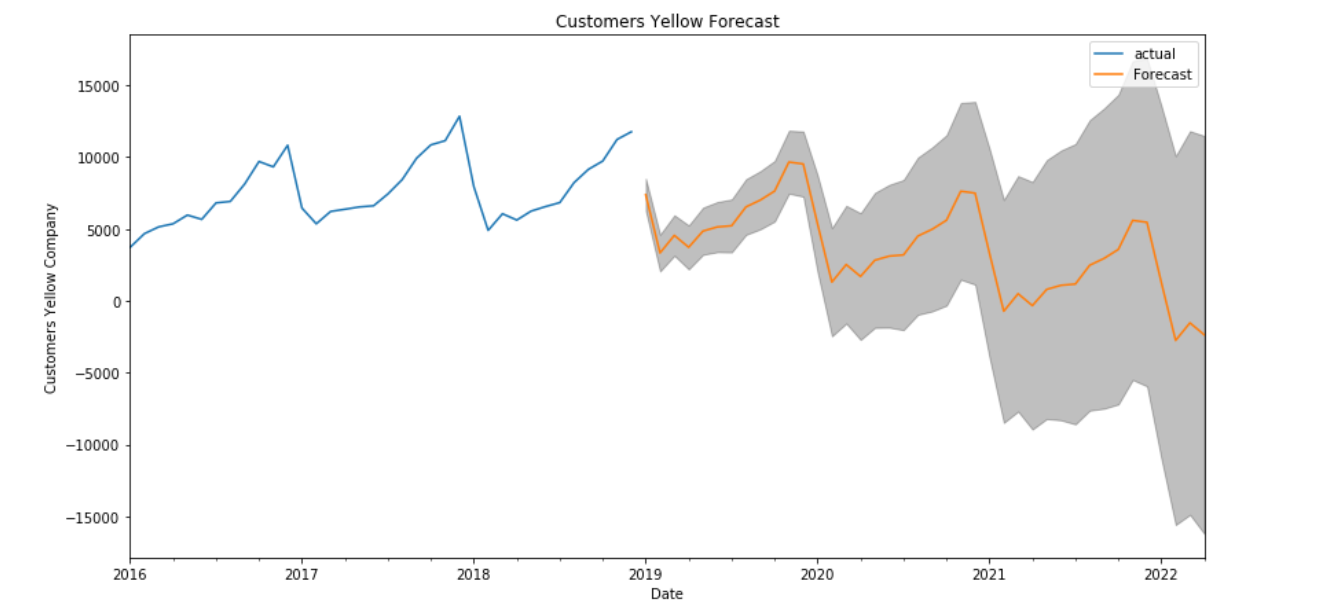 Customers Yellow Forecast
actual
Forecast
Customers Yellow Company
15000
10000
5000
0
−5000
−10000
−15000
2016 2017 2018 2019 2020 2021 2022
Date